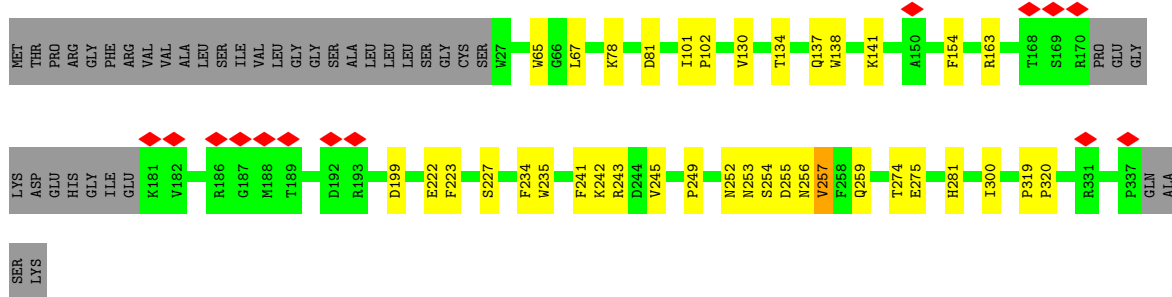 MET THR PRO ARG GLY PHE ARG VAL VAL ALA LEU SER ILE VAL LEU GLY GLY SER ALA LEU LEU LEU SER GLY CYS SER W27 W65 G66 L67 K78 D81 I101 P102 V130 T134 Q137 W138 K141 A150 F154 R163 T168 S169 R170 PRO GLU GLY
LYS ASP GLU HIS GLY ILE GLU K181 V182 R186 G187 M188 T189 D192 R193 D199 E222 F223 S227 F234 W235 F241 K242 R243 D244 V245 P249 N252 N253 S254 D255 N256 V257 F258 Q259 T274 E275 H281 I300 P319 P320 R331 P337 GLN ALA
SER LYS